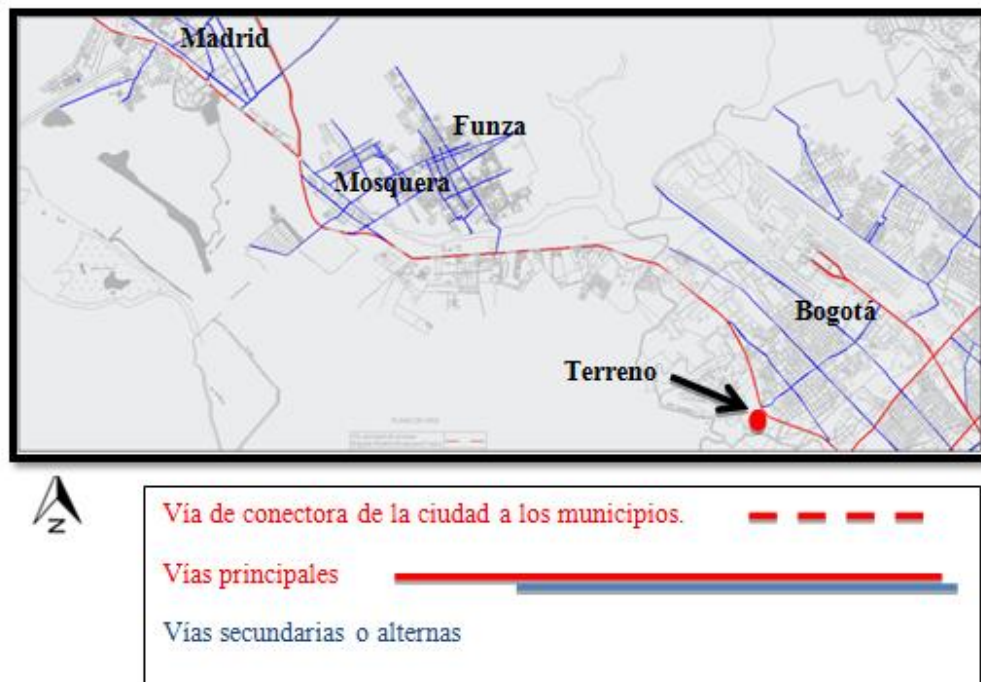 Madrid
Funza
Mosquera
Bogotá
Terreno
Z
Vía de conectora de la ciudad a los municipios.
Vías principales
Vías secundarias o alternas